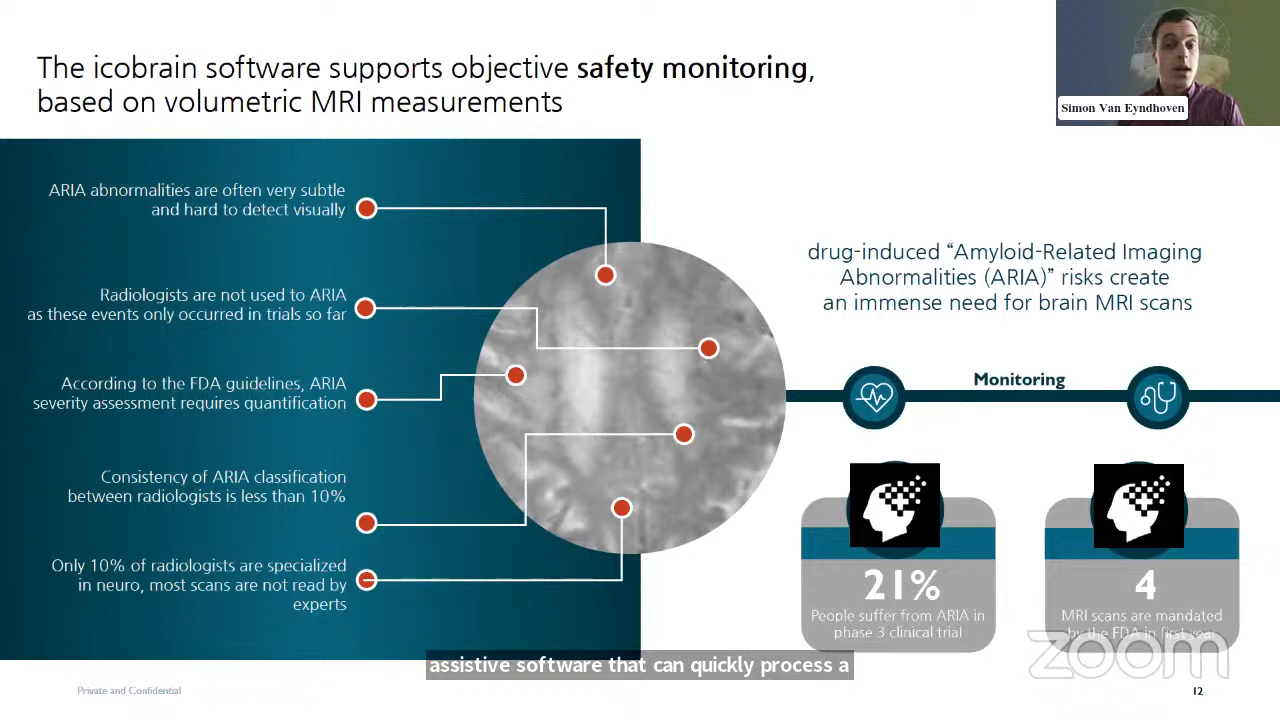 The icobrain software supports objective safety monitoring,
based on volumetric MRI measurements
Simon Van Eyndhoven
ARIA abnormalities are often very subtle
and hard to detect visually
Radiologists are not used to ARIA
as these events only occurred in trials so far
According to the FDA guidelines, ARIA
severity assessment requires quantification
Consistency of ARIA classification
between radiologists is less than 10%
Only 10% of radiologists are specialized
in neuro, most scans are not read by
experts
drug-induced “Amyloid-Related Imaging
Abnormalities (ARIA)” risks create
an immense need for brain MRI scans
Monitoring
21%
People suffer from ARIA in
phase 3 clinical trial
4
MRI scans are mandated
by the FDA in first year
zoom
assistive software that can quickly process a
Private and Confidential
12